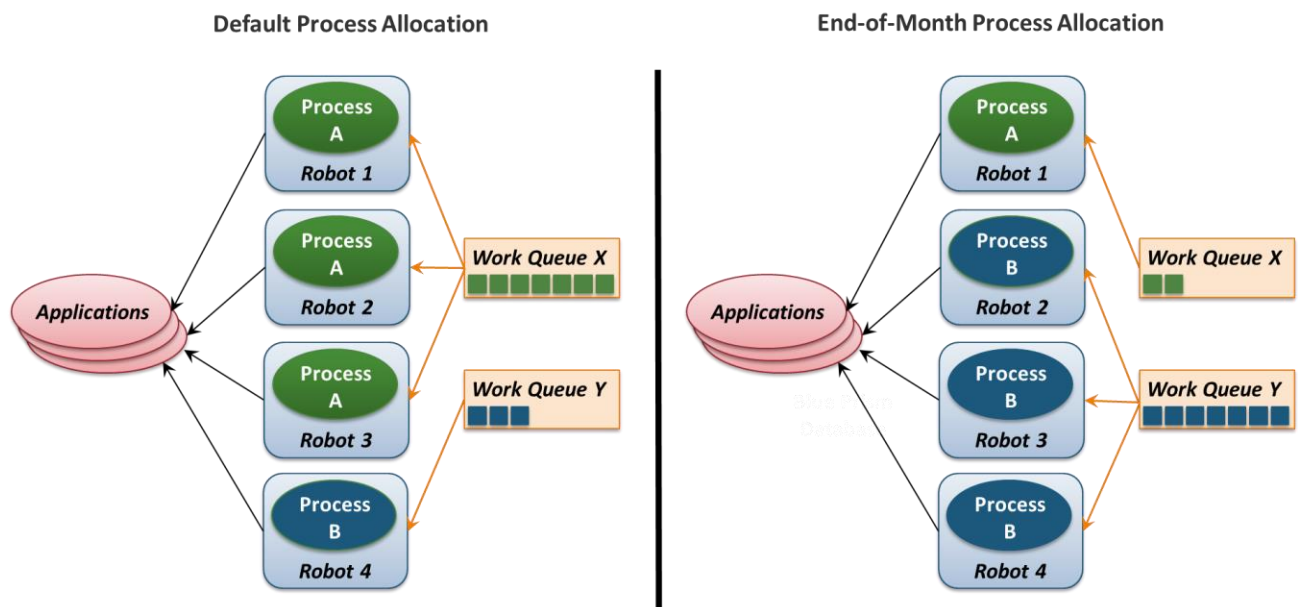 Default Process Allocation
Process
A
Robot 1
Process
A
Robot 2
Process
A
Robot 3
Process
B
Robot 4
Applications
Work Queue X
Work Queue Y
End-of-Month Process Allocation
Process
A
Robot 1
Process
B
Robot 2
Process
B
Robot 3
Process
B
Robot 4
Applications
Work Queue X
Work Queue Y